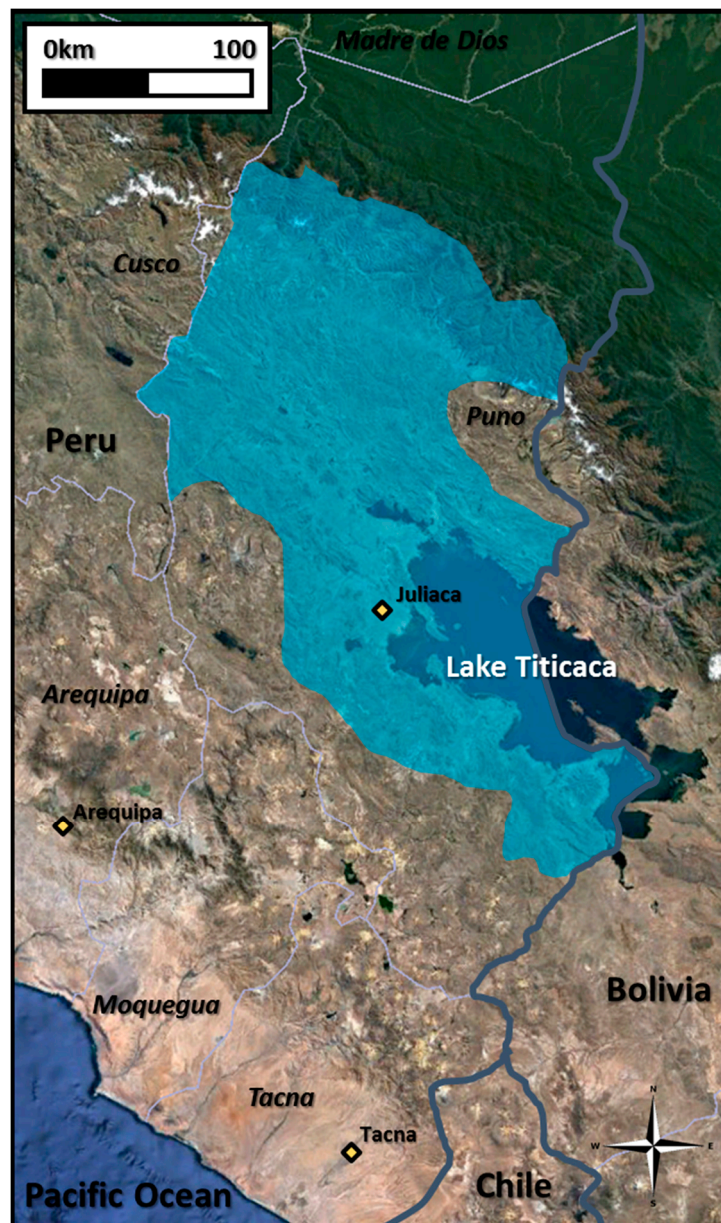 0km 100
Madre de Dios
Cusco
Peru
Puno
Juliaca
Lake Titicaca
Arequipa
Arequipa
Bolivia
Moquegua
Tacna
Tacna
N
W E
S
Chile
Pacific Ocean